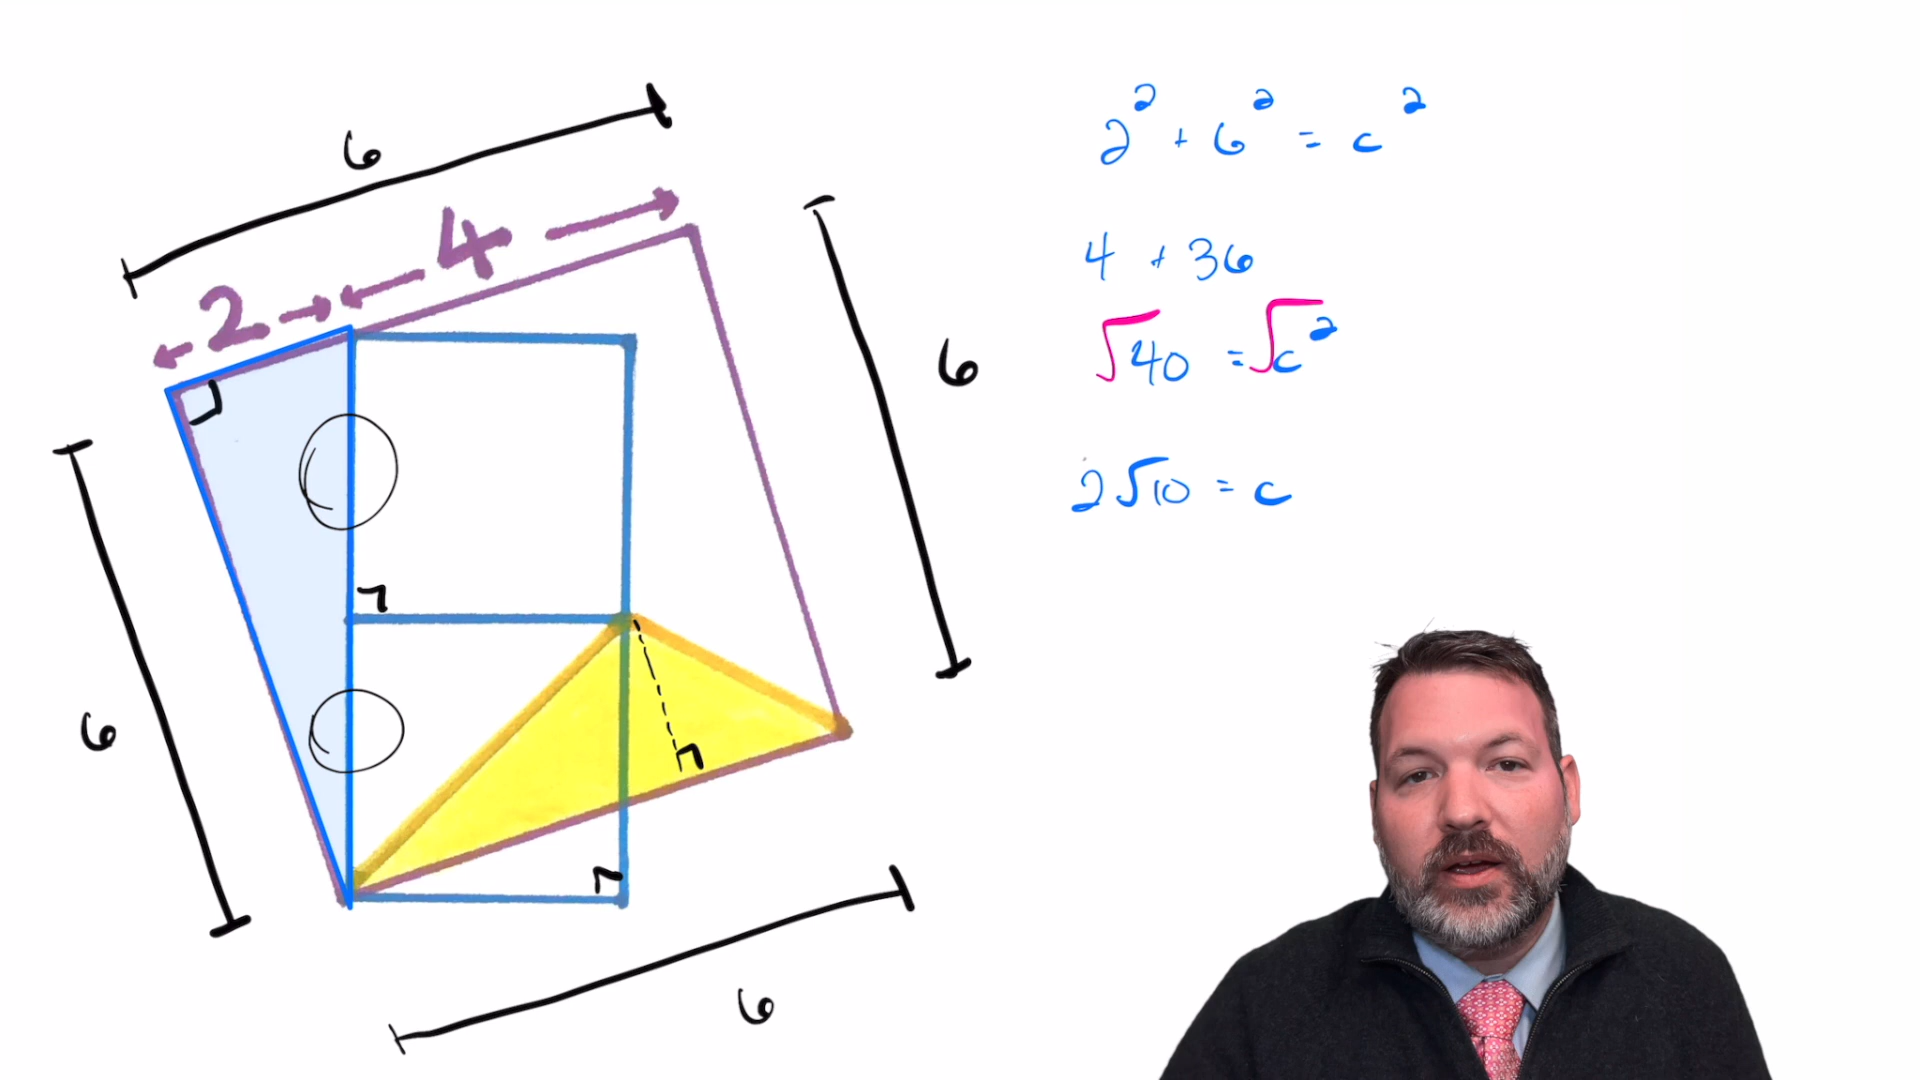 6
2 4
6
6
6
2² + 6² = c²
4 + 36
√40 = √c²
2√10 = c